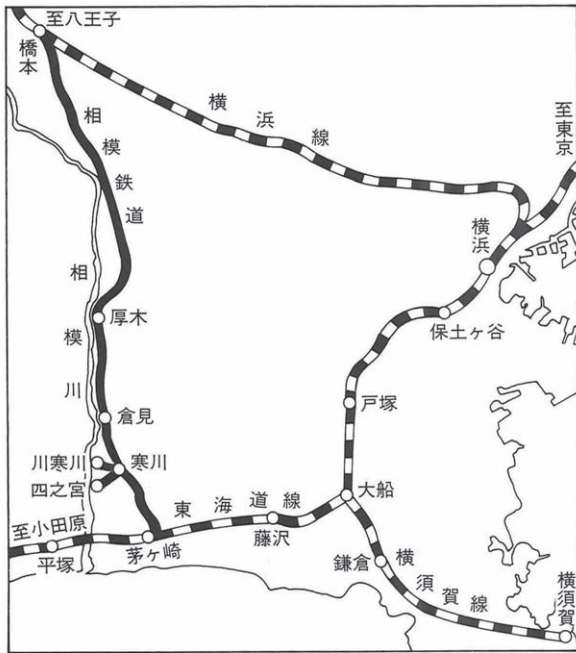 至八王子
橋本
横浜線
至東京
相模鉄道
横浜
相模川
厚木
保土ヶ谷
戸塚
倉見
川寒川
寒川
四之宮
大船
東海道線
至小田原
藤沢
茅ヶ崎
平塚
鎌倉
横須賀線
横須賀